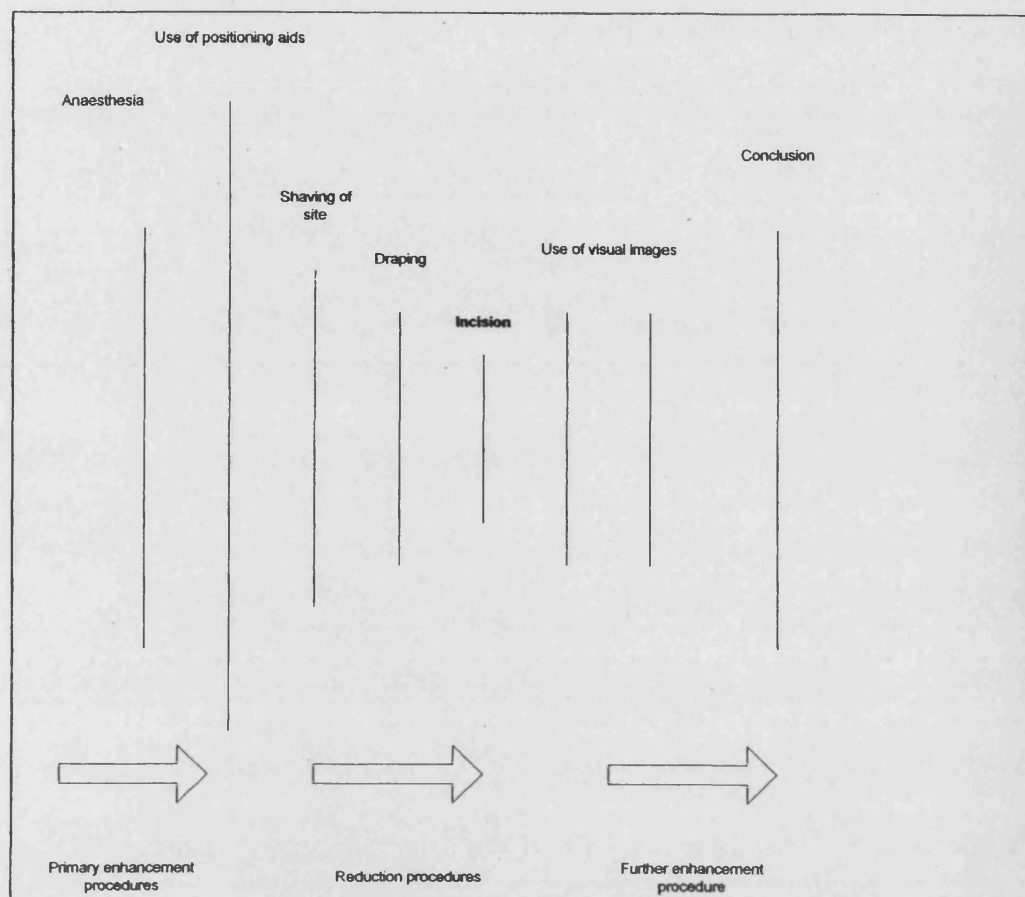 Use of positioning aids
Anaesthesia
Conclusion
Shaving of
site
Use of visual images
Draping
Incision
Primary enhancement
procedures
Reduction procedures
Further enhancement
procedure